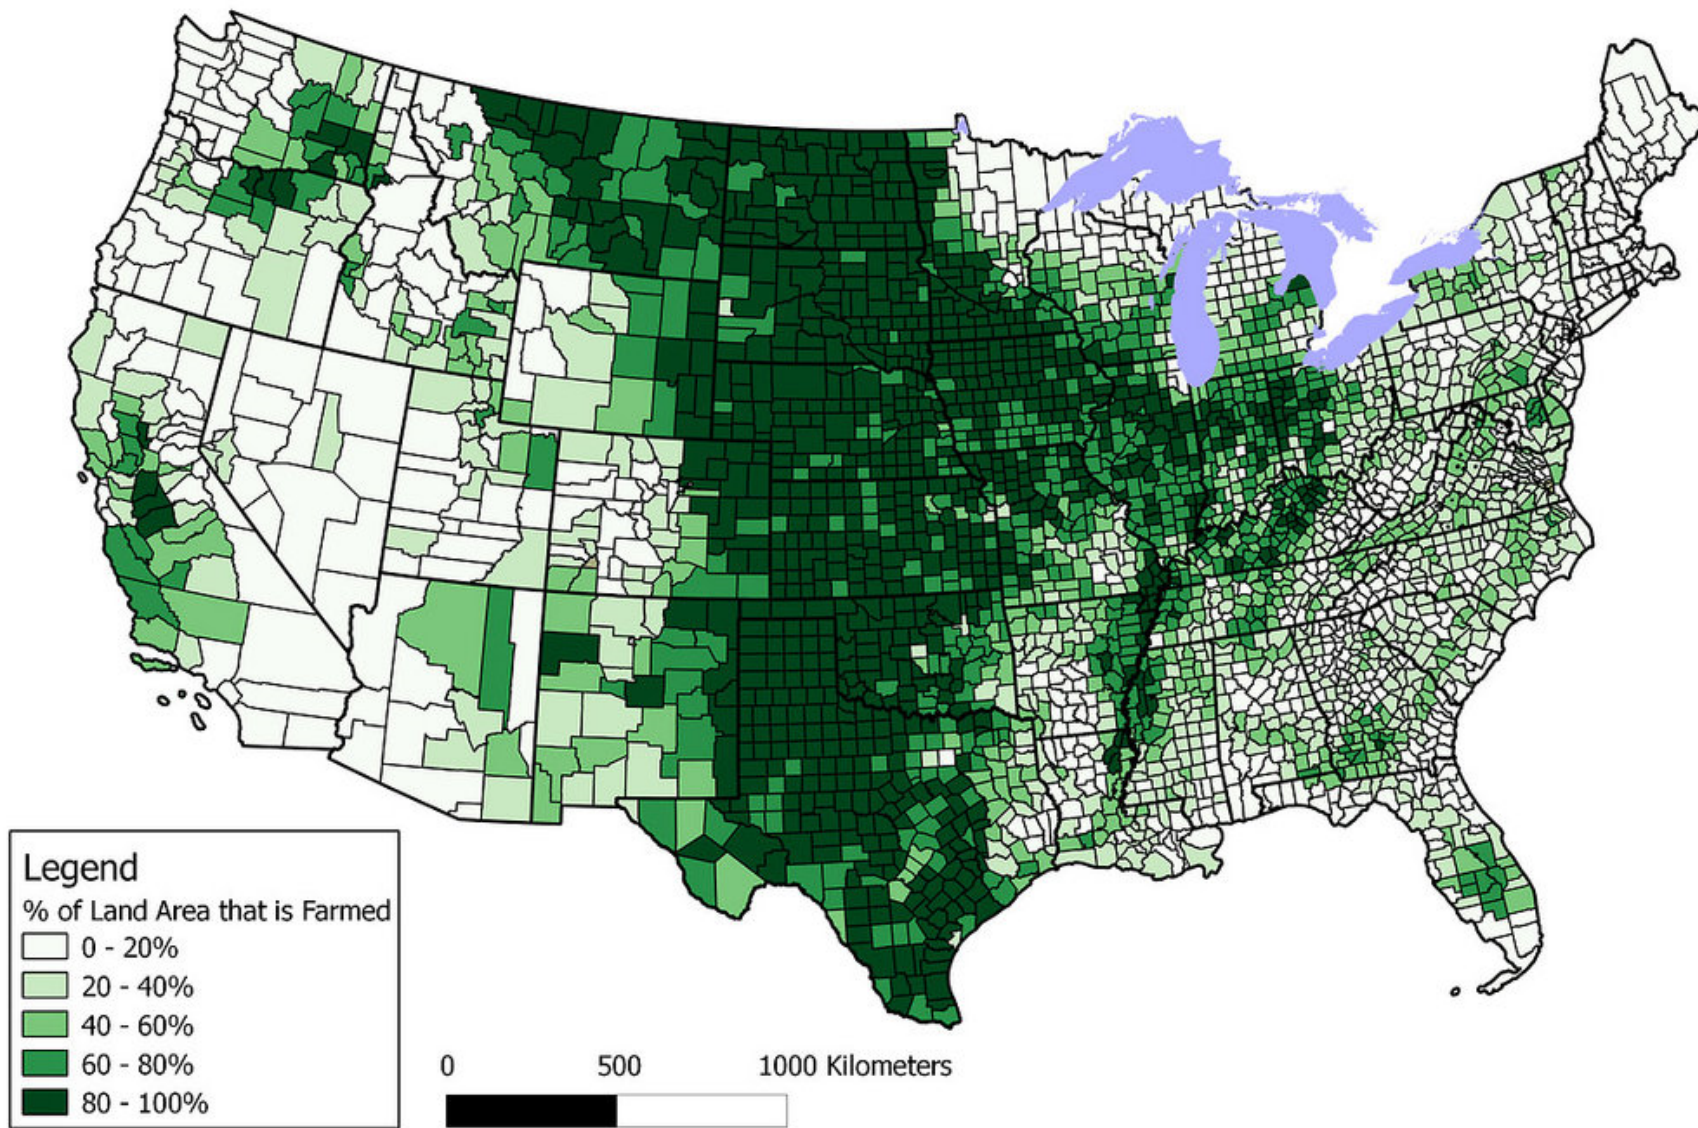 Legend
% of Land Area that is Farmed
0 - 20%
20 - 40%
40 - 60%
60 - 80%
80 - 100%
0 500 1000 Kilometers